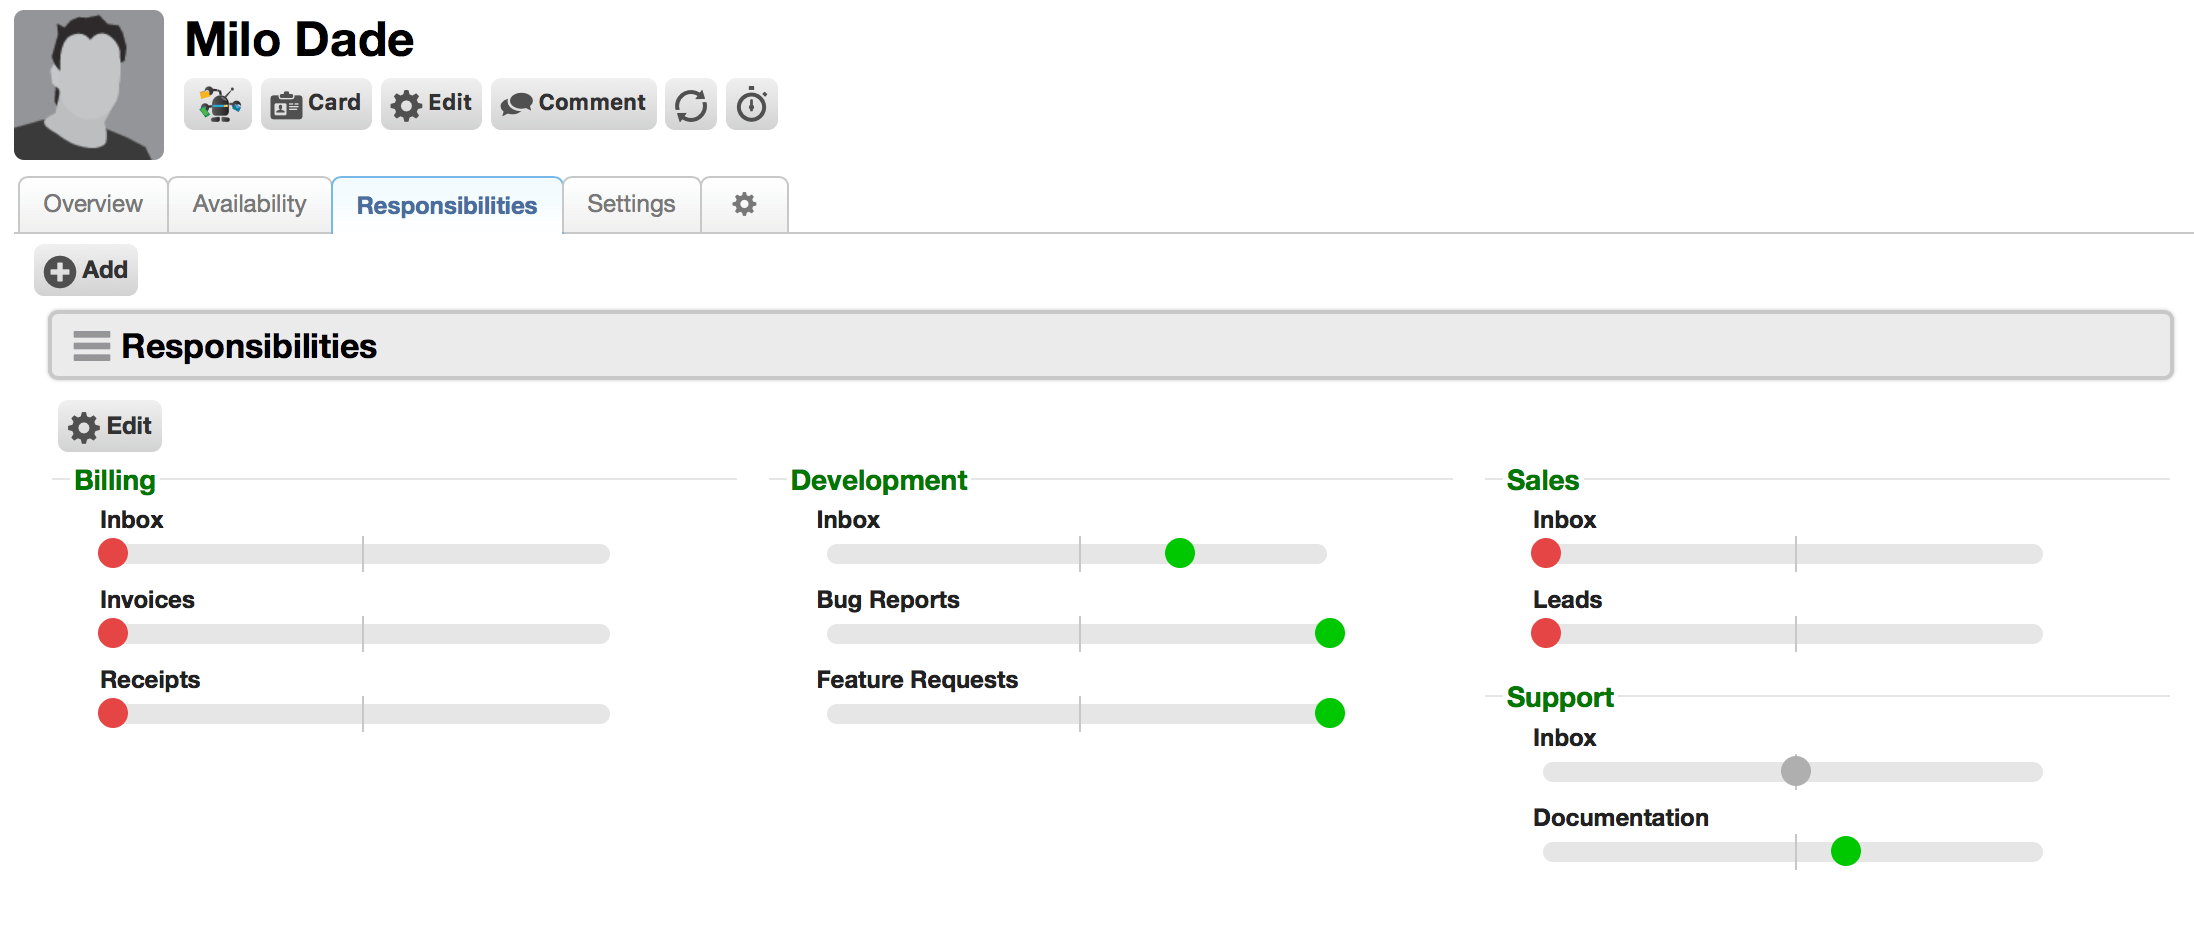 Milo Dade
Card Edit Comment
Overview Availability Responsibilities Settings
Add
Responsibilities
Edit
Billing
Inbox
Invoices
Receipts
Development
Inbox
Bug Reports
Feature Requests
Sales
Inbox
Leads
Support
Inbox
Documentation